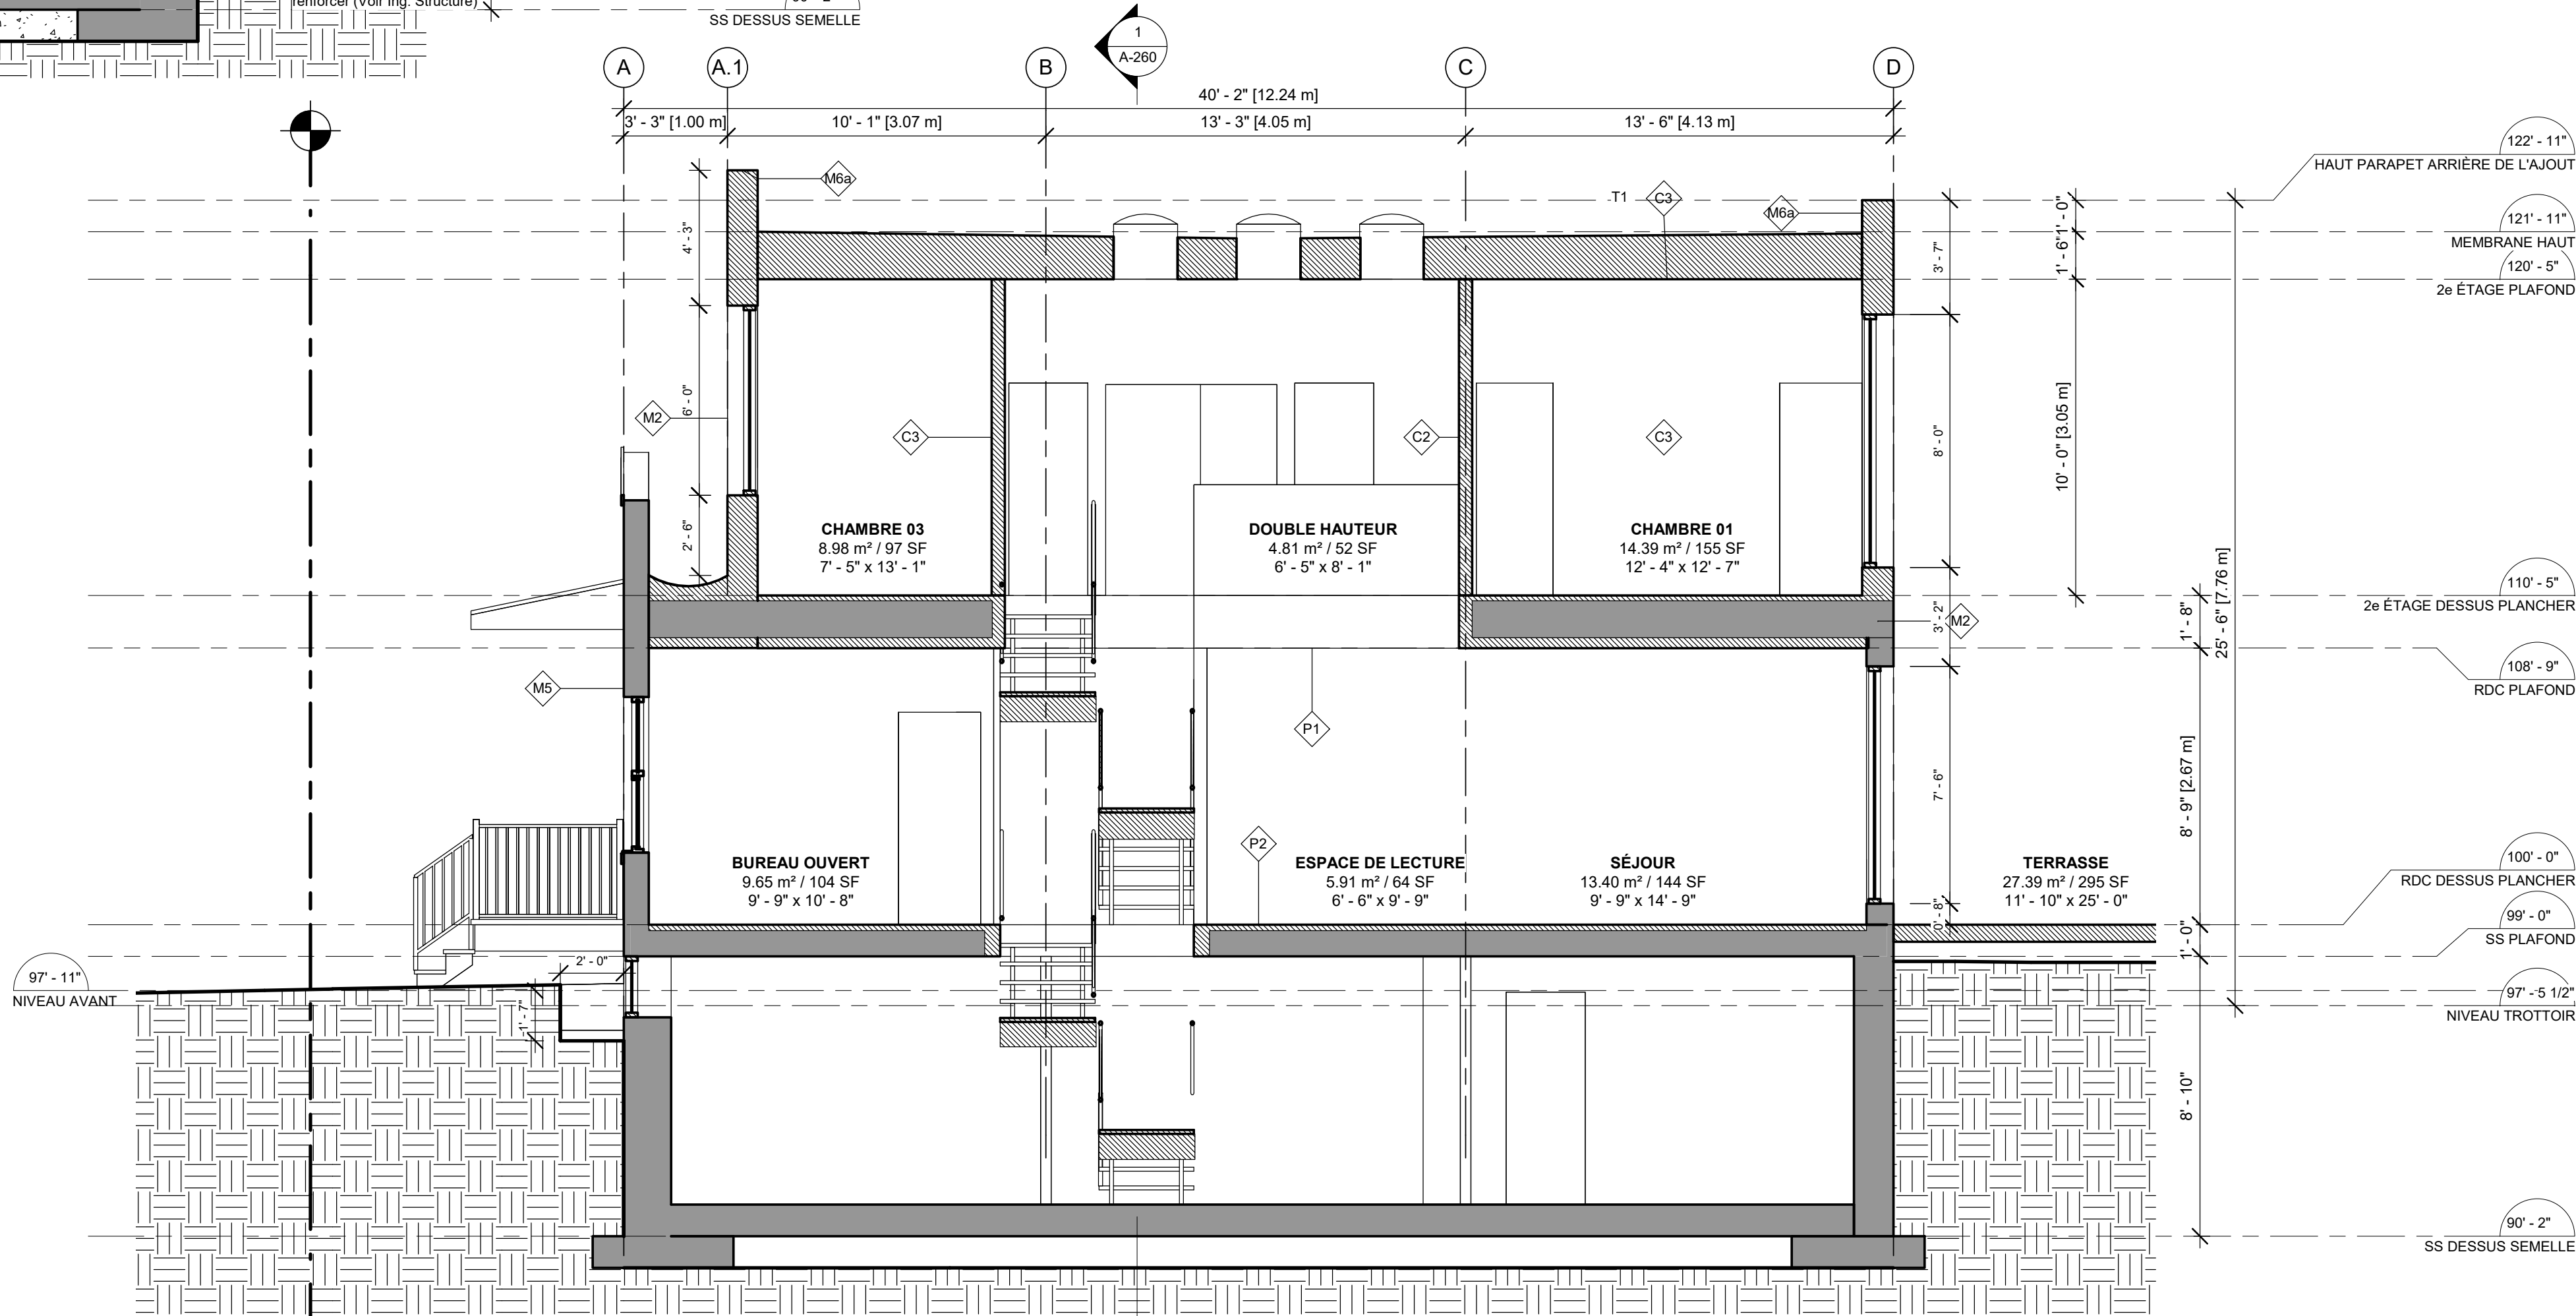 renforcer (Voir Ing. Structure)
SS DESSUS SEMELLE
1
A-260
A
A.1
B
C
D
40' - 2" [12.24 m]
3' - 3" [1.00 m]
10' - 1" [3.07 m]
13' - 3" [4.05 m]
13' - 6" [4.13 m]
122' - 11"
HAUT PARAPET ARRIÈRE DE L'AJOUT
M6a
T1
C3
M6a
4' - 3"
3' - 7"
1' - 0"
1' - 6"
121' - 11"
MEMBRANE HAUT
120' - 5"
2e ÉTAGE PLAFOND
M2
6' - 0"
C3
C2
C3
8' - 0"
10' - 0" [3.05 m]
2' - 6"
CHAMBRE 03
8.98 m² / 97 SF
7' - 5" x 13' - 1"
DOUBLE HAUTEUR
4.81 m² / 52 SF
6' - 5" x 8' - 1"
CHAMBRE 01
14.39 m² / 155 SF
12' - 4" x 12' - 7"
25' - 6" [7.76 m]
110' - 5"
2e ÉTAGE DESSUS PLANCHER
3' - 2"
M2
1' - 8"
108' - 9"
RDC PLAFOND
M5
P1
7' - 6"
8' - 9" [2.67 m]
P2
BUREAU OUVERT
9.65 m² / 104 SF
9' - 9" x 10' - 8"
ESPACE DE LECTURE
5.91 m² / 64 SF
6' - 6" x 9' - 9"
SÉJOUR
13.40 m² / 144 SF
9' - 9" x 14' - 9"
TERRASSE
27.39 m² / 295 SF
11' - 10" x 25' - 0"
100' - 0"
RDC DESSUS PLANCHER
0' - 8"
1' - 0"
99' - 0"
SS PLAFOND
97' - 11"
NIVEAU AVANT
2' - 0"
1' - 7"
97' - 5 1/2"
NIVEAU TROTTOIR
8' - 10"
90' - 2"
SS DESSUS SEMELLE